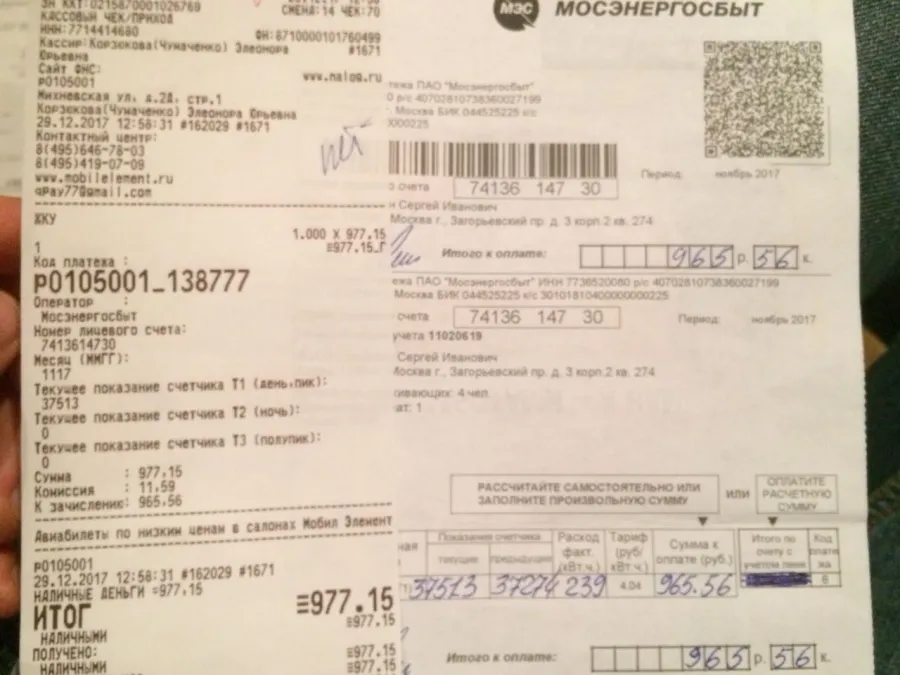 ЗН ККТ:0215870001026769
СМЕНА:14 ЧЕК:70
КАССОВЫЙ ЧЕК/ПРИХОД
ИНН:7714414680
ФН:8710000101760499
Кассир:Корзюкова(Чумаченко) Элеонора
#1671
Юрьевна
Сайт ФНС:
www.nalog.ru
р0105001
Михневская ул, д.2Д, стр.1
Корзюкова(Чумаченко) Элеонора Юрьевна
29.12.2017 12:58:31 #162029 #1671
Контактный центр:
8(495)646-78-03
8(495)419-07-09
www.mobilelement.ru
qPay77@gmail.com
ЖКУ
1.000 X 977.15
1
≡977.15_Г
Код платежа :
р0105001_138777
Оператор :
Мосэнергосбыт
Номер лицевого счета:
7413614730
Месяц (ММГГ):
1117
Текущее показание счетчика Т1 (день,пик):
37513
Текущее показание счетчика Т2 (ночь):
0
Текущее показание счетчика Т3 (полупик):
0
Сумма : 977.15
Комиссия : 11.59
К зачислению: 965.56
Авиабилеты по низким ценам в салонах Мобил Элемент
р0105001
29.12.2017 12:58:31 #162029 #1671
НАЛИЧНЫЕ ДЕНЬГИ =977.15
ИТОГ ≡977.15
НАЛИЧНЫМИ ≡977.15
ПОЛУЧЕНО:
НАЛИЧНЫМИ ≡977.15
≡977.15
МЭС МОСЭНЕРГОСБЫТ
тежа ПАО "Мосэнергосбыт"
0 р/с 40702810738360027199
. Москва БИК 044525225 к/с
0000225
нет
Период: ноябрь 2017
счета 74136 147 30
н Сергей Иванович
Москва г., Загорьевский пр. д. 3 корп.2 кв. 274
Итого к оплате: 965 р. 56 к.
ежа ПАО "Мосэнергосбыт" ИНН 7736520080 р/с 40702810738360027199
Москва БИК 044525225 к/с 30101810400000000225
счета 74136 147 30
Период: ноябрь 2017
учета 11020619
Сергей Иванович
Москва г., Загорьевский пр. д. 3 корп.2 кв. 274
живающих: 4 чел.
нат: 1
РАССЧИТАЙТЕ САМОСТОЯТЕЛЬНО ИЛИ
ЗАПОЛНИТЕ ПРОИЗВОЛЬНУЮ СУММУ
ИЛИ
ОПЛАТИТЕ
РАСЧЕТНУЮ
СУММУ
Показания счетчика
текущие предыдущие
Расход
факт
(кВт.ч.)
Тариф
(руб/
кВт.ч)
Сумма к
оплате (руб.)
Итого по
счету с
учетом пени
Код
плате
жа
37513 37274 239 4.04 965.56 6
Итого к оплате: 965 р. 56 к.